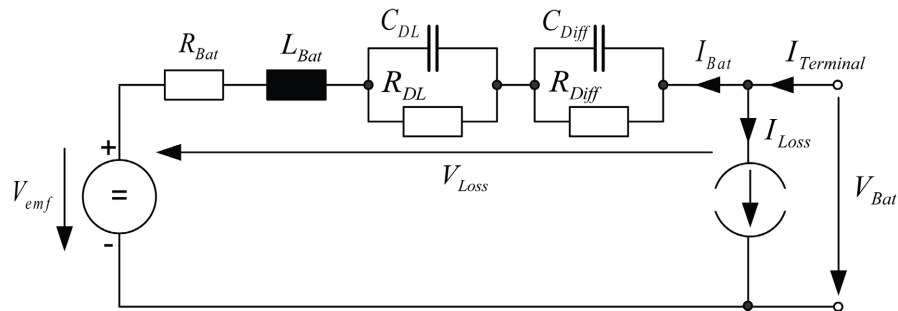 C_DL
C_Diff
R_Bat
L_Bat
I_Bat
I_Terminal
R_DL
R_Diff
I_Loss
+
V_Loss
V_emf
=
V_Bat
-